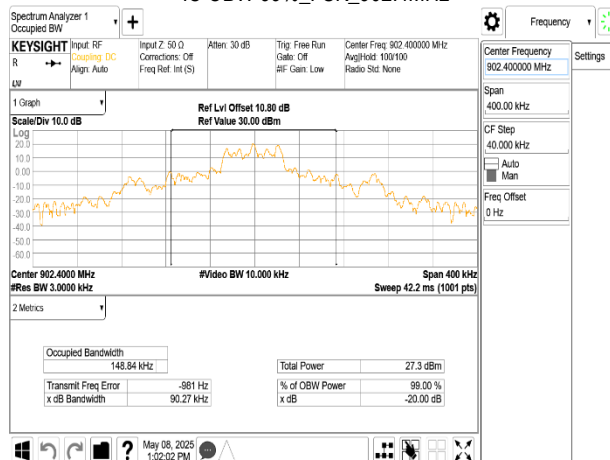 Spectrum Analyzer 1
Occupied BW
+
Frequency
KEYSIGHT
R
Input: RF
Coupling: DC
Align: Auto
Input Z: 50 Ω
Corrections: Off
Freq Ref: Int (S)
Atten: 30 dB
Trig: Free Run
Gate: Off
#IF Gain: Low
Center Freq: 902.400000 MHz
Avg|Hold: 100/100
Radio Std: None
Center Frequency
902.400000 MHz
Settings
Span
400.00 kHz
CF Step
40.000 kHz
Auto
Man
Freq Offset
0 Hz
1 Graph
Scale/Div 10.0 dB
Ref Lvl Offset 10.80 dB
Ref Value 30.00 dBm
Log
20.0
10.0
0.00
-10.0
-20.0
-30.0
-40.0
-50.0
-60.0
Center 902.4000 MHz
#Res BW 3.0000 kHz
#Video BW 10.000 kHz
Span 400 kHz
Sweep 42.2 ms (1001 pts)
2 Metrics
Occupied Bandwidth
148.84 kHz
Total Power 27.3 dBm
Transmit Freq Error -981 Hz
% of OBW Power 99.00 %
x dB Bandwidth 90.27 kHz
x dB -20.00 dB
?
May 08, 2025
1:02:02 PM